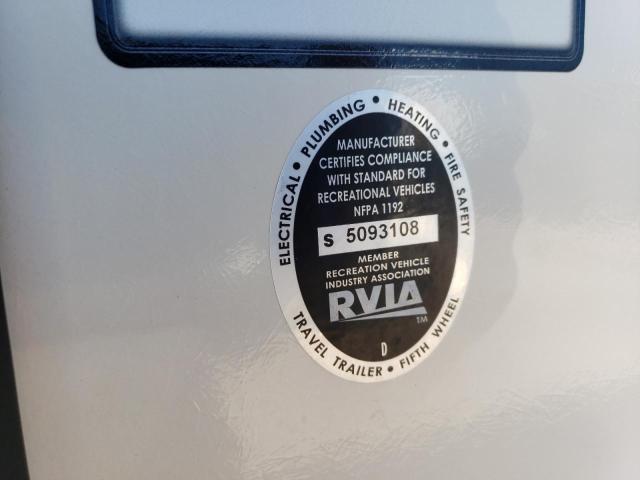 ELECTRICAL • PLUMBING • HEATING • FIRE SAFETY
MANUFACTURER
CERTIFIES COMPLIANCE
WITH STANDARD FOR
RECREATIONAL VEHICLES
NFPA 1192
S 5093108
MEMBER
RECREATION VEHICLE
INDUSTRY ASSOCIATION
RVIA
TM
D
TRAVEL TRAILER • FIFTH WHEEL